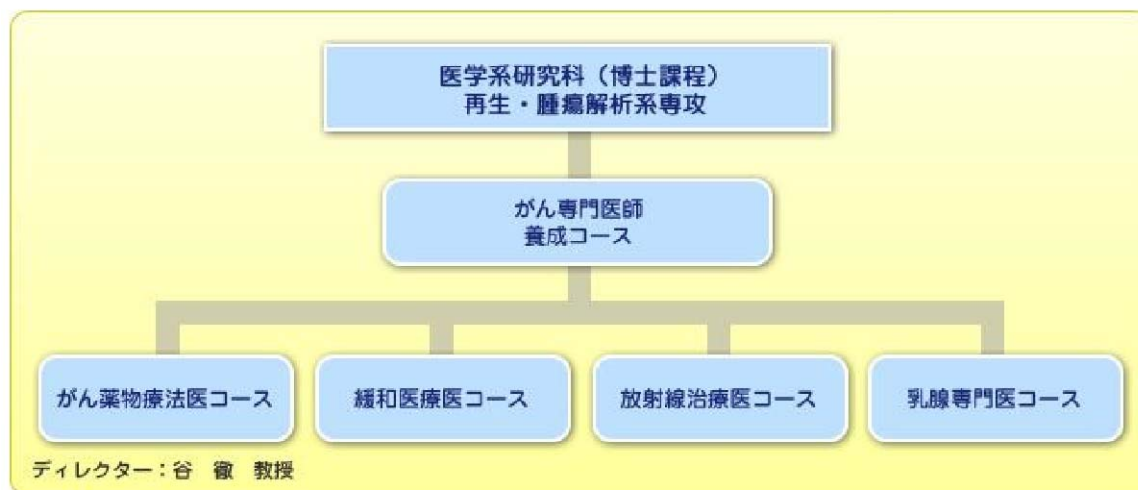 医学系研究科（博士課程）
再生・腫瘍解析系専攻
がん専門医師
養成コース
がん薬物療法医コース
緩和医療医コース
放射線治療医コース
乳腺専門医コース
ディレクター：谷　徹　教授